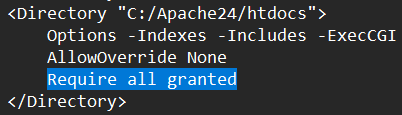 <Directory "C:/Apache24/htdocs">
Options -Indexes -Includes -ExecCGI
AllowOverride None
Require all granted
</Directory>